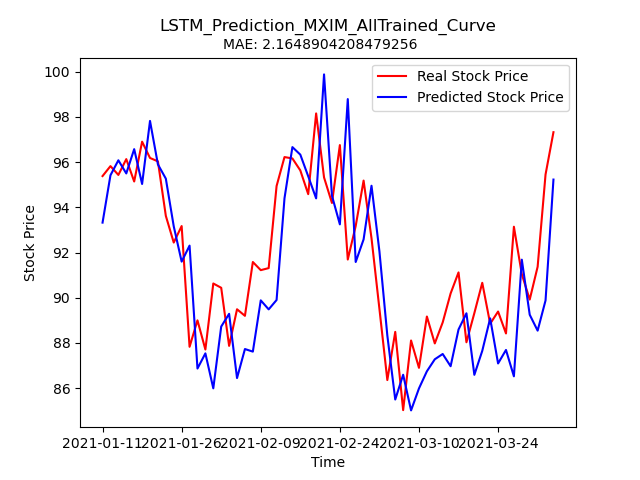 LSTM_Prediction_MXIM_AllTrained_Curve
MAE: 2.1648904208479256
Real Stock Price
Predicted Stock Price
Stock Price
100
98
96
94
92
90
88
86
2021-01-11 2021-01-26 2021-02-09 2021-02-24 2021-03-10 2021-03-24
Time